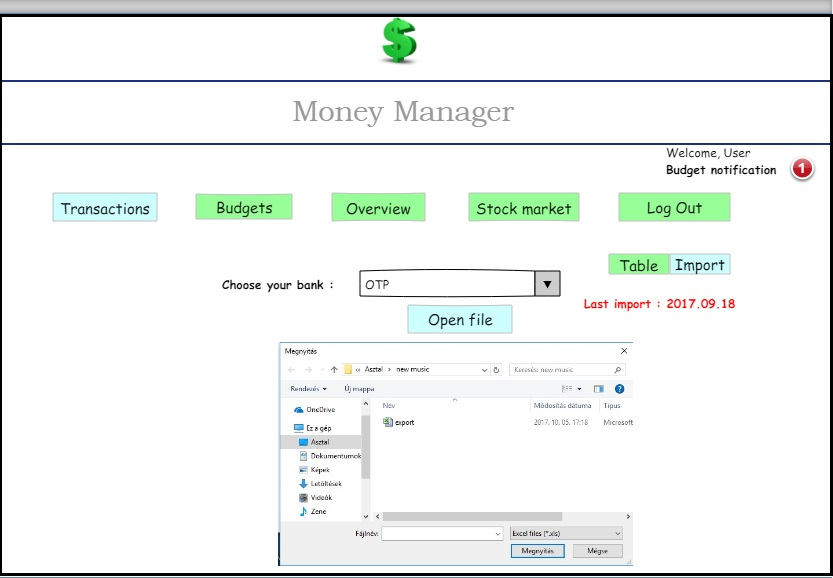 Money Manager
Welcome, User
Budget notification 1
Transactions Budgets Overview Stock market Log Out
Table Import
Choose your bank : OTP
Last import : 2017.09.18
Open file
Megnyitás
« Asztal › new music
Keresés: new music
Rendezés Új mappa
OneDrive
Ez a gép
Asztal
Dokumentumok
Képek
Letöltések
Videók
Zene
Név Módosítás dátuma Típus
export 2017. 10. 05. 17:18 Microsoft
Fájlnév: Excel files (*.xls)
Megnyitás Mégse